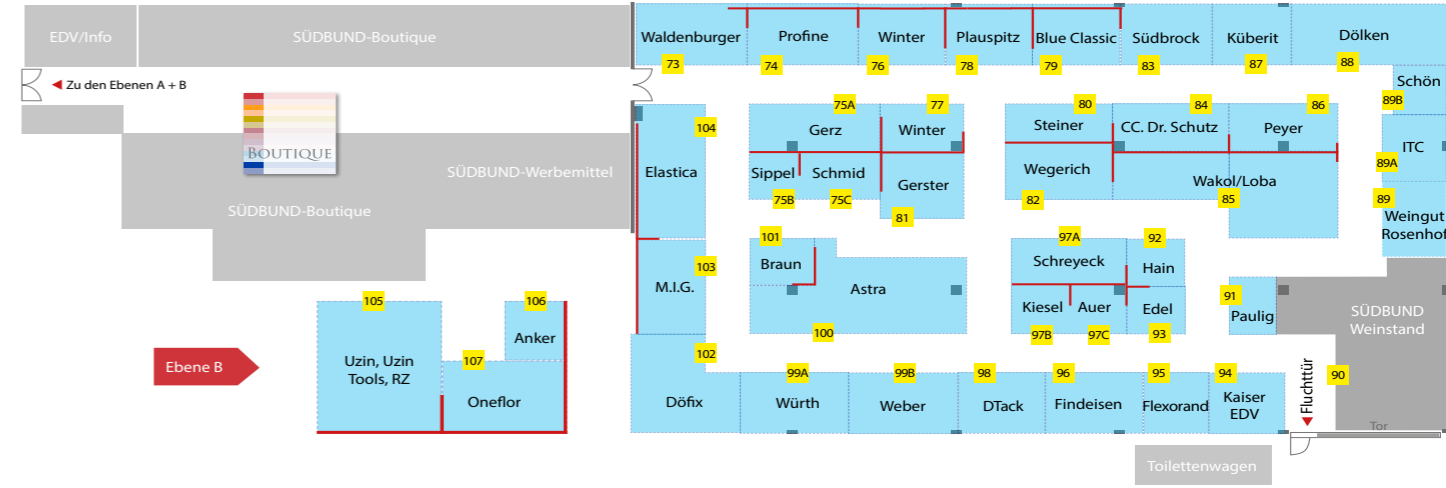 EDV/Info
SÜDBUND-Boutique
Waldenburger
Profine
Winter
Plauspitz
Blue Classic
Südbrock
Küberit
Dölken
73
74
76
78
79
83
87
88
Zu den Ebenen A + B
Schön
89B
BOUTIQUE
104
75A
77
80
84
86
Gerz
Winter
Steiner
CC. Dr. Schutz
Peyer
ITC
89A
SÜDBUND-Werbemittel
Elastica
Sippel
Schmid
Gerster
Wegerich
Wakol/Loba
75B
75C
81
82
85
89
SÜDBUND-Boutique
Weingut
Rosenhof
101
97A
92
Braun
Schreyeck
Hain
103
M.I.G.
Astra
91
105
106
Kiesel
Auer
Edel
Paulig
SÜDBUND
Weinstand
100
97B
97C
93
Anker
Ebene B
Uzin, Uzin
Tools, RZ
107
102
99A
99B
98
96
95
94
90
Oneflor
Döfix
Würth
Weber
DTack
Findeisen
Flexorand
Kaiser
EDV
Fluchttür
Tor
Toilettenwagen